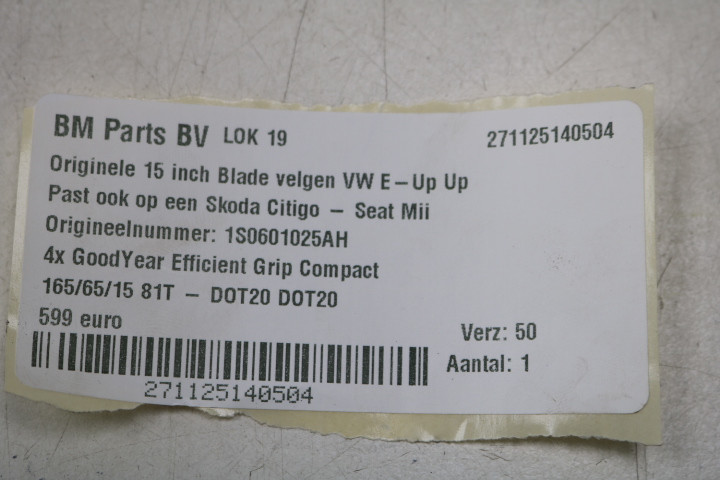 BM Parts BV LOK 19 271125140504
Originele 15 inch Blade velgen VW E-Up Up
Past ook op een Skoda Citigo - Seat Mii
Origineelnummer: 1S0601025AH
4x GoodYear Efficient Grip Compact
165/65/15 81T - DOT20 DOT20
599 euro
Verz: 50
Aantal: 1
271125140504